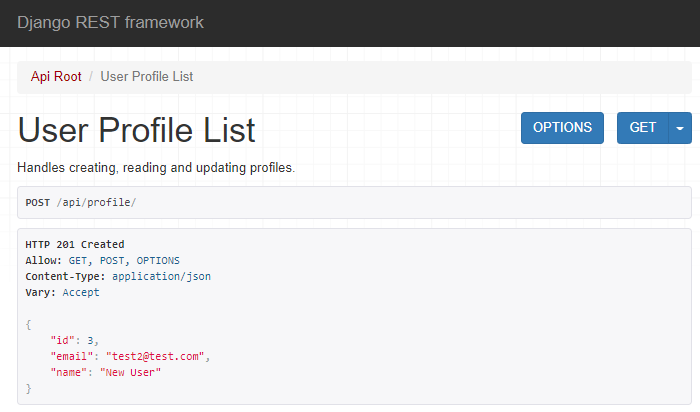 Django REST framework
Api Root / User Profile List
User Profile List
OPTIONS
GET
Handles creating, reading and updating profiles.
POST /api/profile/
HTTP 201 Created
Allow: GET, POST, OPTIONS
Content-Type: application/json
Vary: Accept
{
    "id": 3,
    "email": "test2@test.com",
    "name": "New User"
}